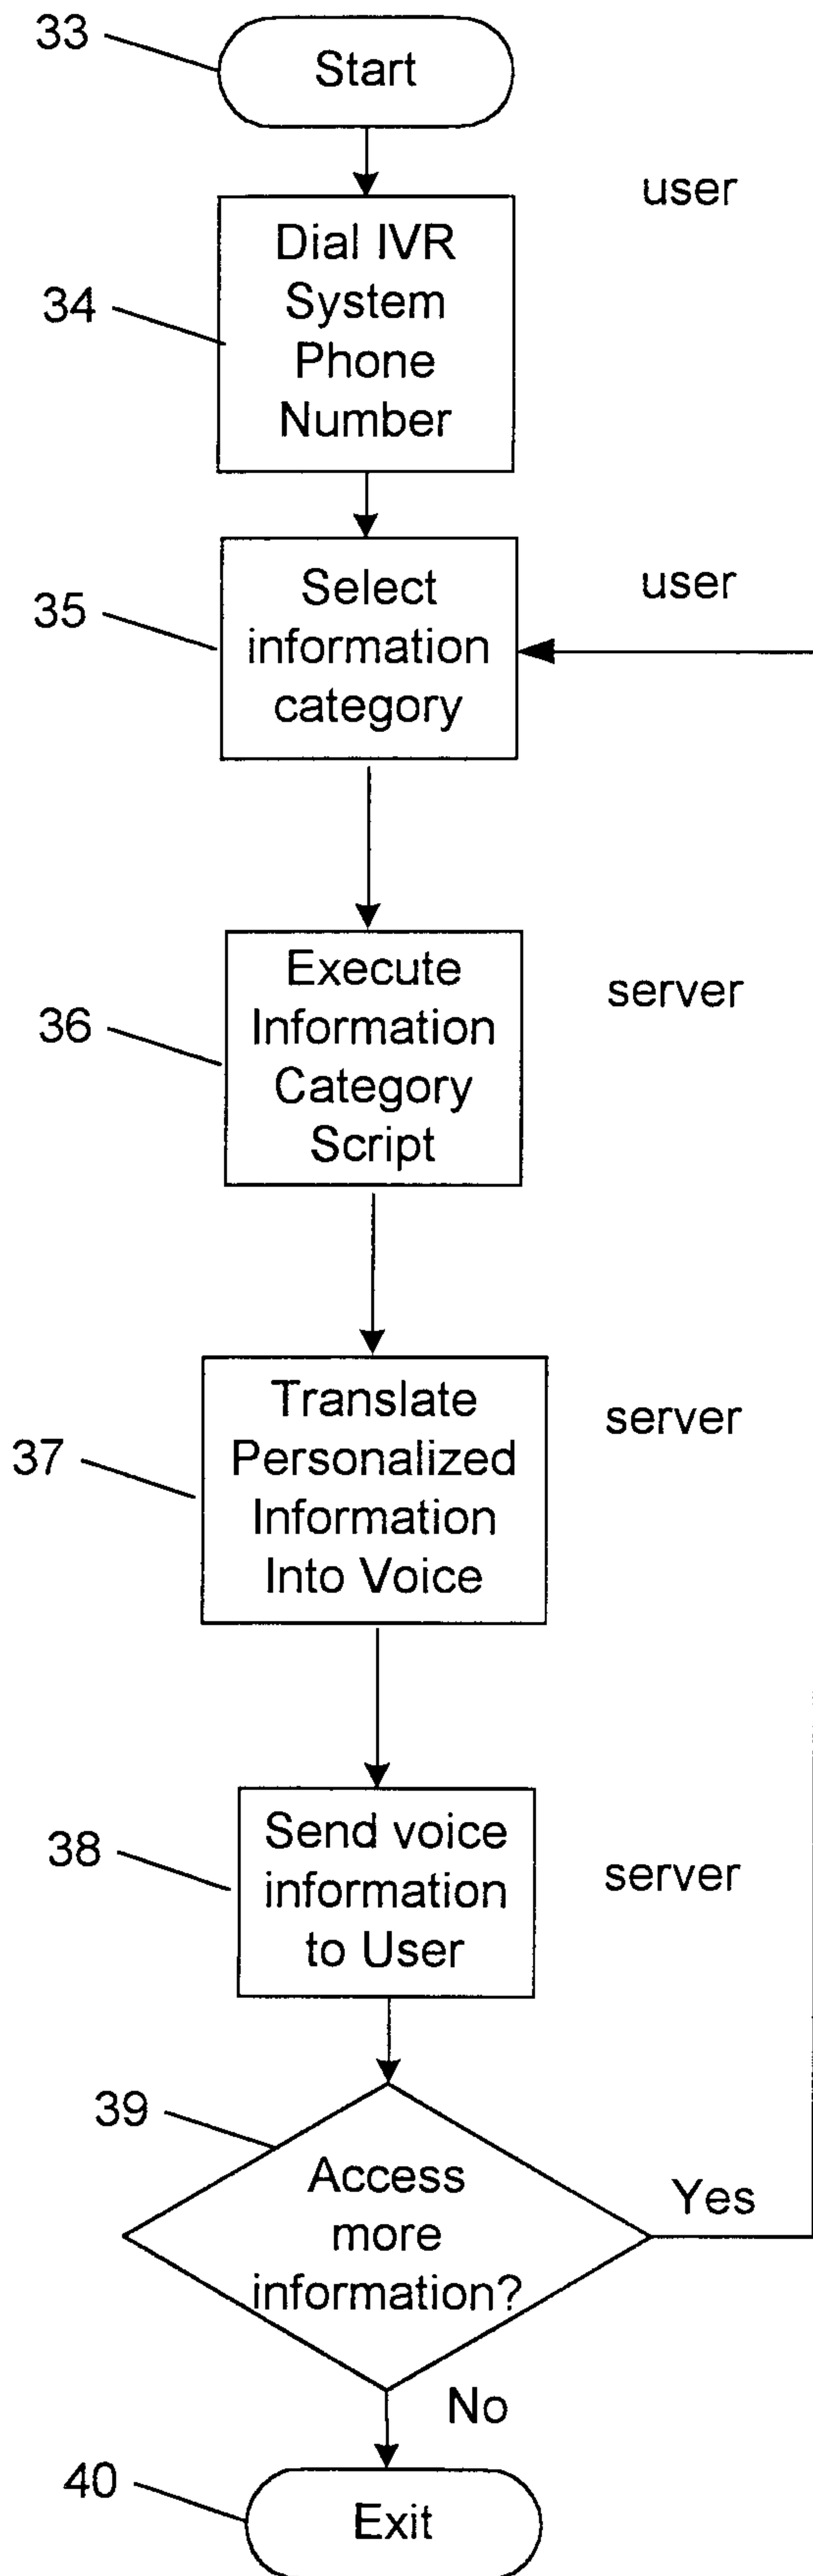 33
Start
user
34
Dial IVR
System
Phone
Number
35
Select
information
category
user
36
Execute
Information
Category
Script
server
37
Translate
Personalized
Information
Into Voice
server
38
Send voice
information
to User
server
39
Access
more
information?
Yes
No
40
Exit